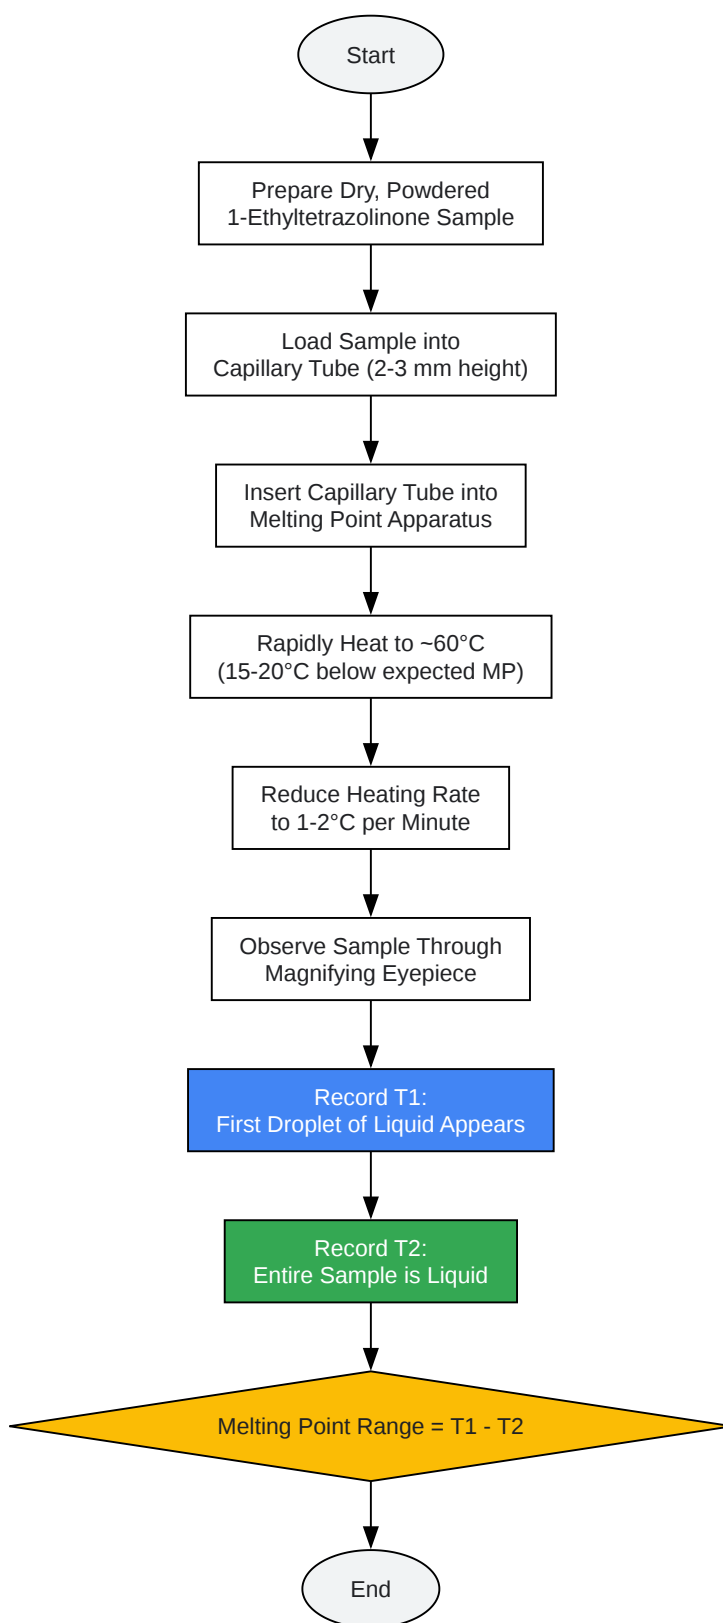 Start
Prepare Dry, Powdered
1-Ethyltetrazolinone Sample
Load Sample into
Capillary Tube (2-3 mm height)
Insert Capillary Tube into
Melting Point Apparatus
Rapidly Heat to ~60°C
(15-20°C below expected MP)
Reduce Heating Rate
to 1-2°C per Minute
Observe Sample Through
Magnifying Eyepiece
Record T1:
First Droplet of Liquid Appears
Record T2:
Entire Sample is Liquid
Melting Point Range = T1 - T2
End